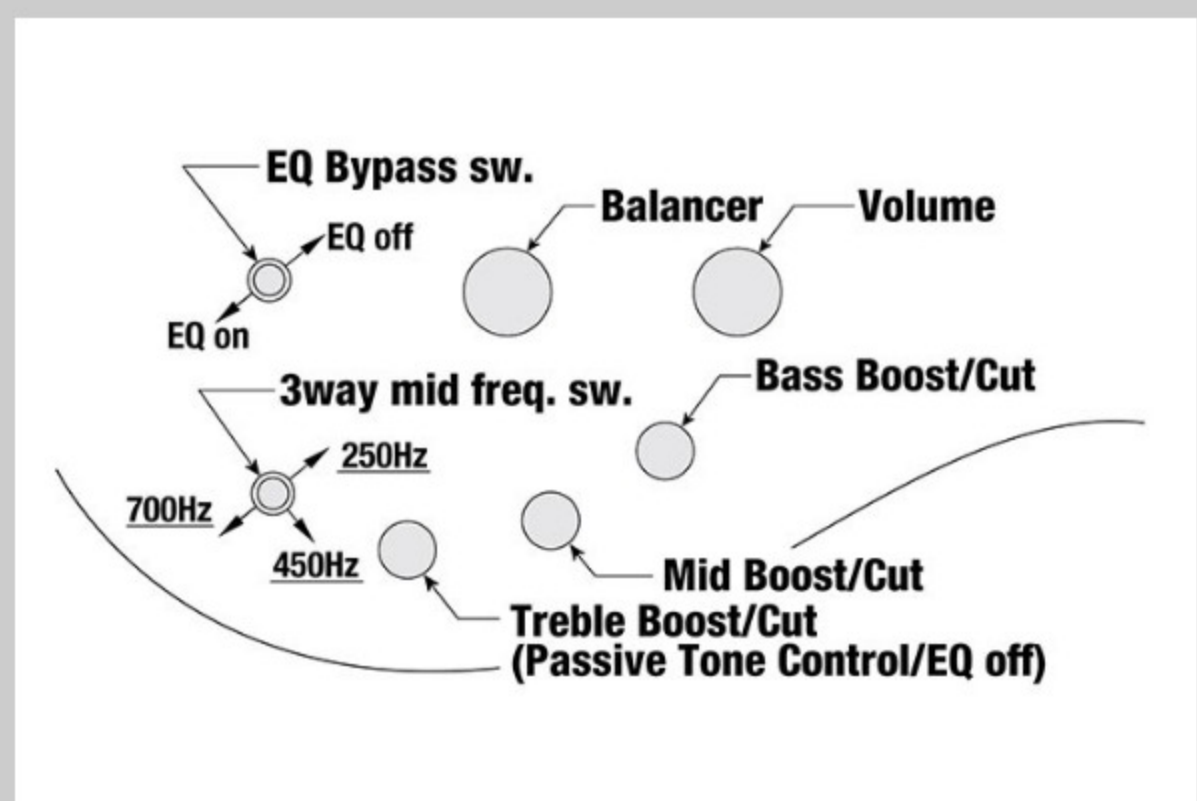 EQ Bypass sw.
EQ off
EQ on
Balancer
Volume
3way mid freq. sw.
250Hz
700Hz
450Hz
Bass Boost/Cut
Mid Boost/Cut
Treble Boost/Cut
(Passive Tone Control/EQ off)